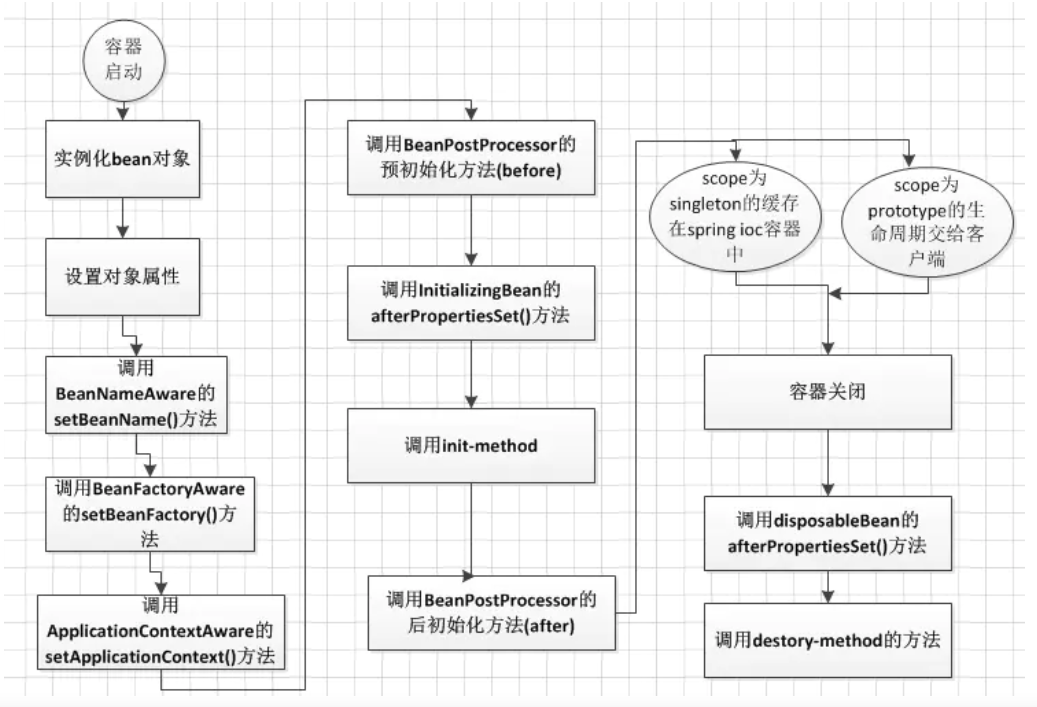 容器
启动
实例化bean对象
设置对象属性
调用
BeanNameAware的
setBeanName()方法
调用BeanFactoryAware
的setBeanFactory()方
法
调用
ApplicationContextAware的
setApplicationContext()方法
调用BeanPostProcessor的
预初始化方法(before)
调用InitializingBean的
afterPropertiesSet()方法
调用init-method
调用BeanPostProcessor的
后初始化方法(after)
scope为
singleton的缓存
在spring ioc容器
中
scope为
prototype的生
命周期交给客
户端
容器关闭
调用disposableBean的
afterPropertiesSet()方法
调用destory-method的方法